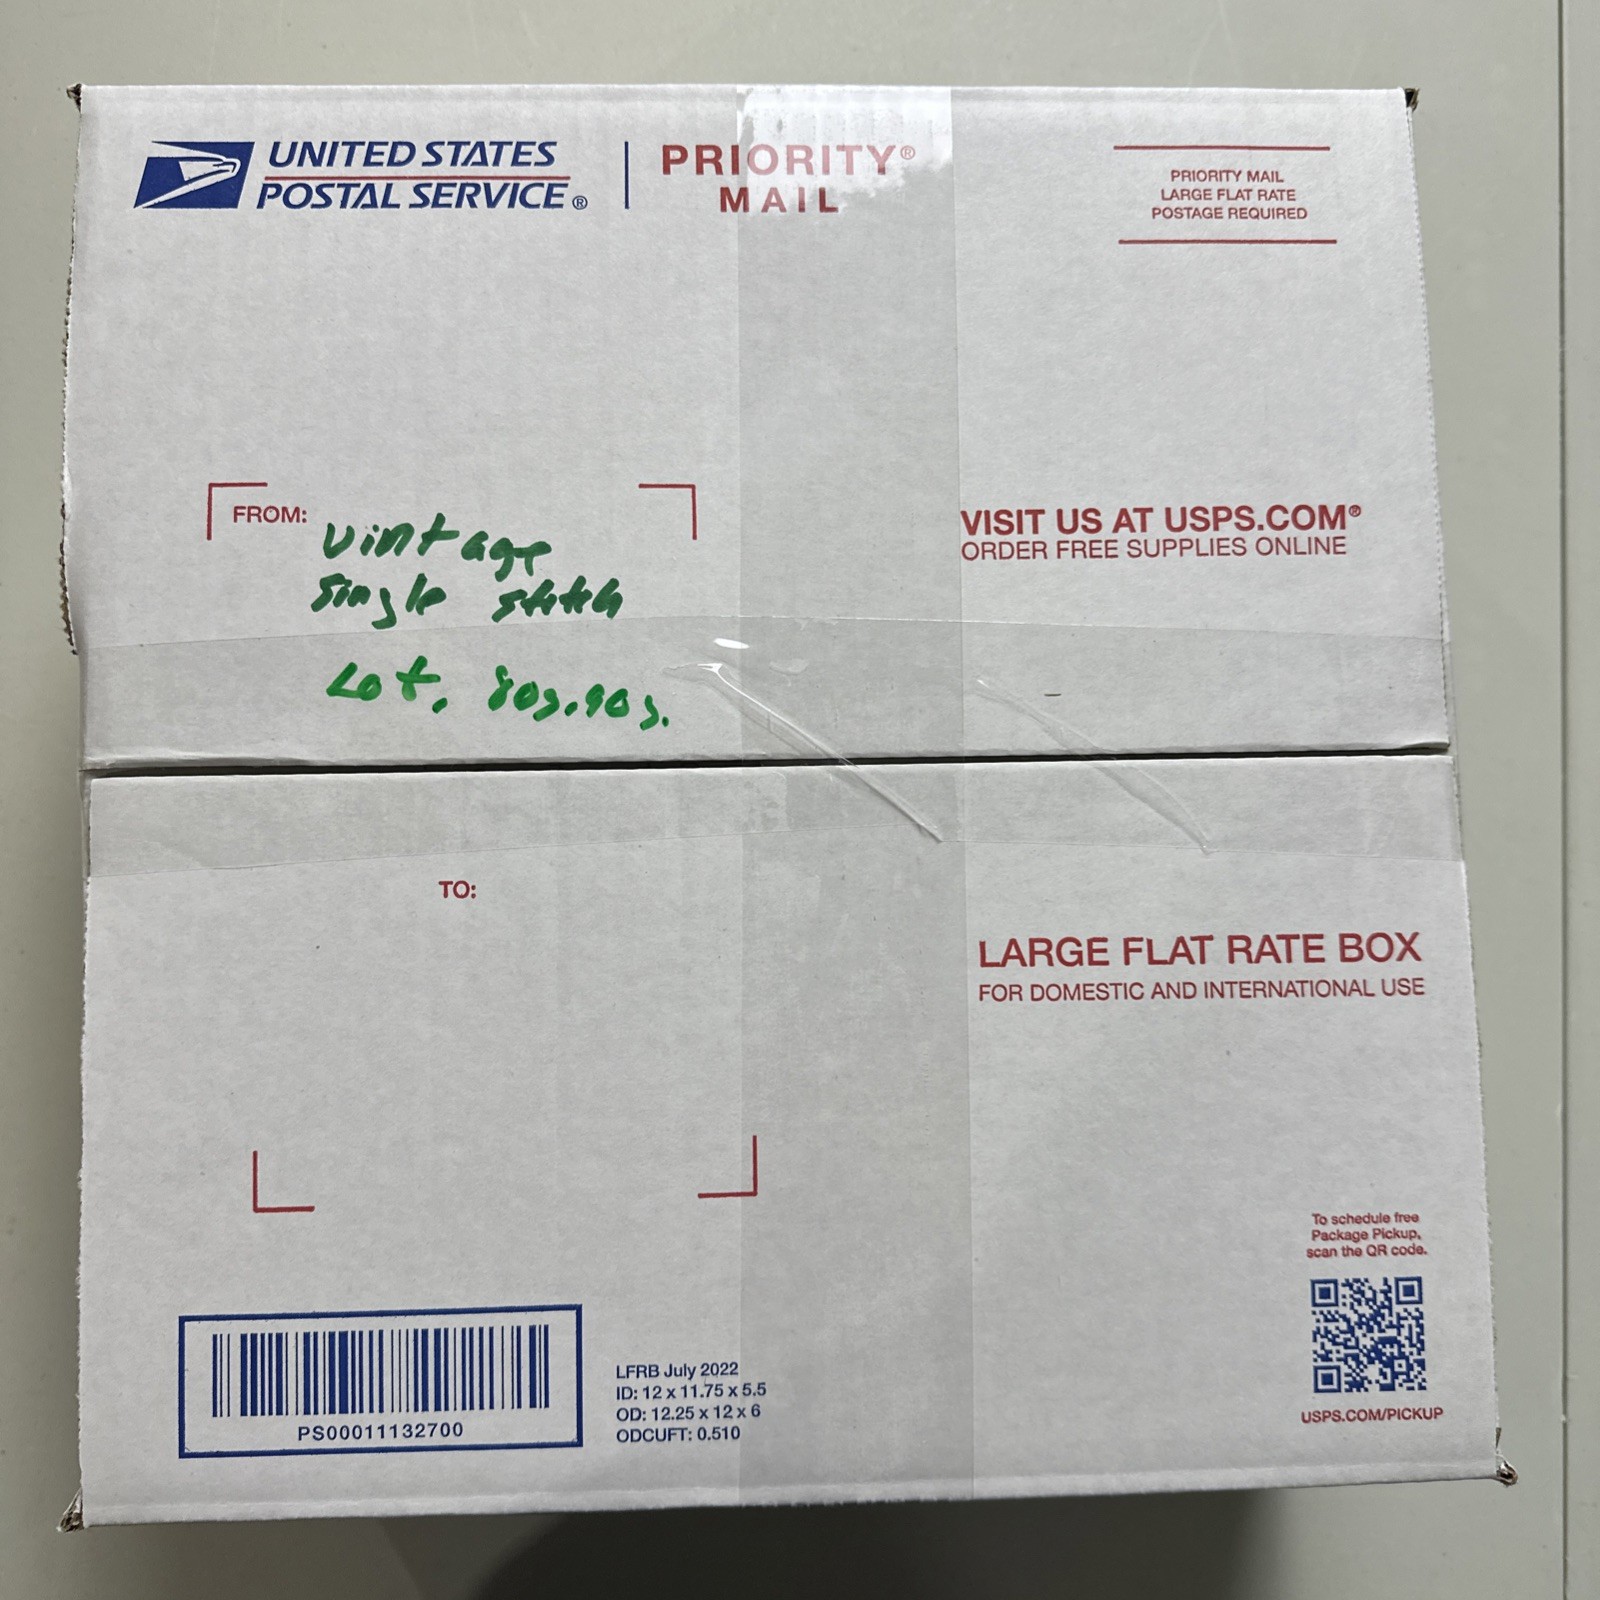 UNITED STATES
POSTAL SERVICE®
PRIORITY®
MAIL
PRIORITY MAIL
LARGE FLAT RATE
POSTAGE REQUIRED
FROM:
vintage
single stitch
Lot. 80s.90s.
VISIT US AT USPS.COM®
ORDER FREE SUPPLIES ONLINE
TO:
LARGE FLAT RATE BOX
FOR DOMESTIC AND INTERNATIONAL USE
To schedule free
Package Pickup,
scan the QR code.
USPS.COM/PICKUP
PS00011132700
LFRB July 2022
ID: 12 x 11.75 x 5.5
OD: 12.25 x 12 x 6
ODCUFT: 0.510